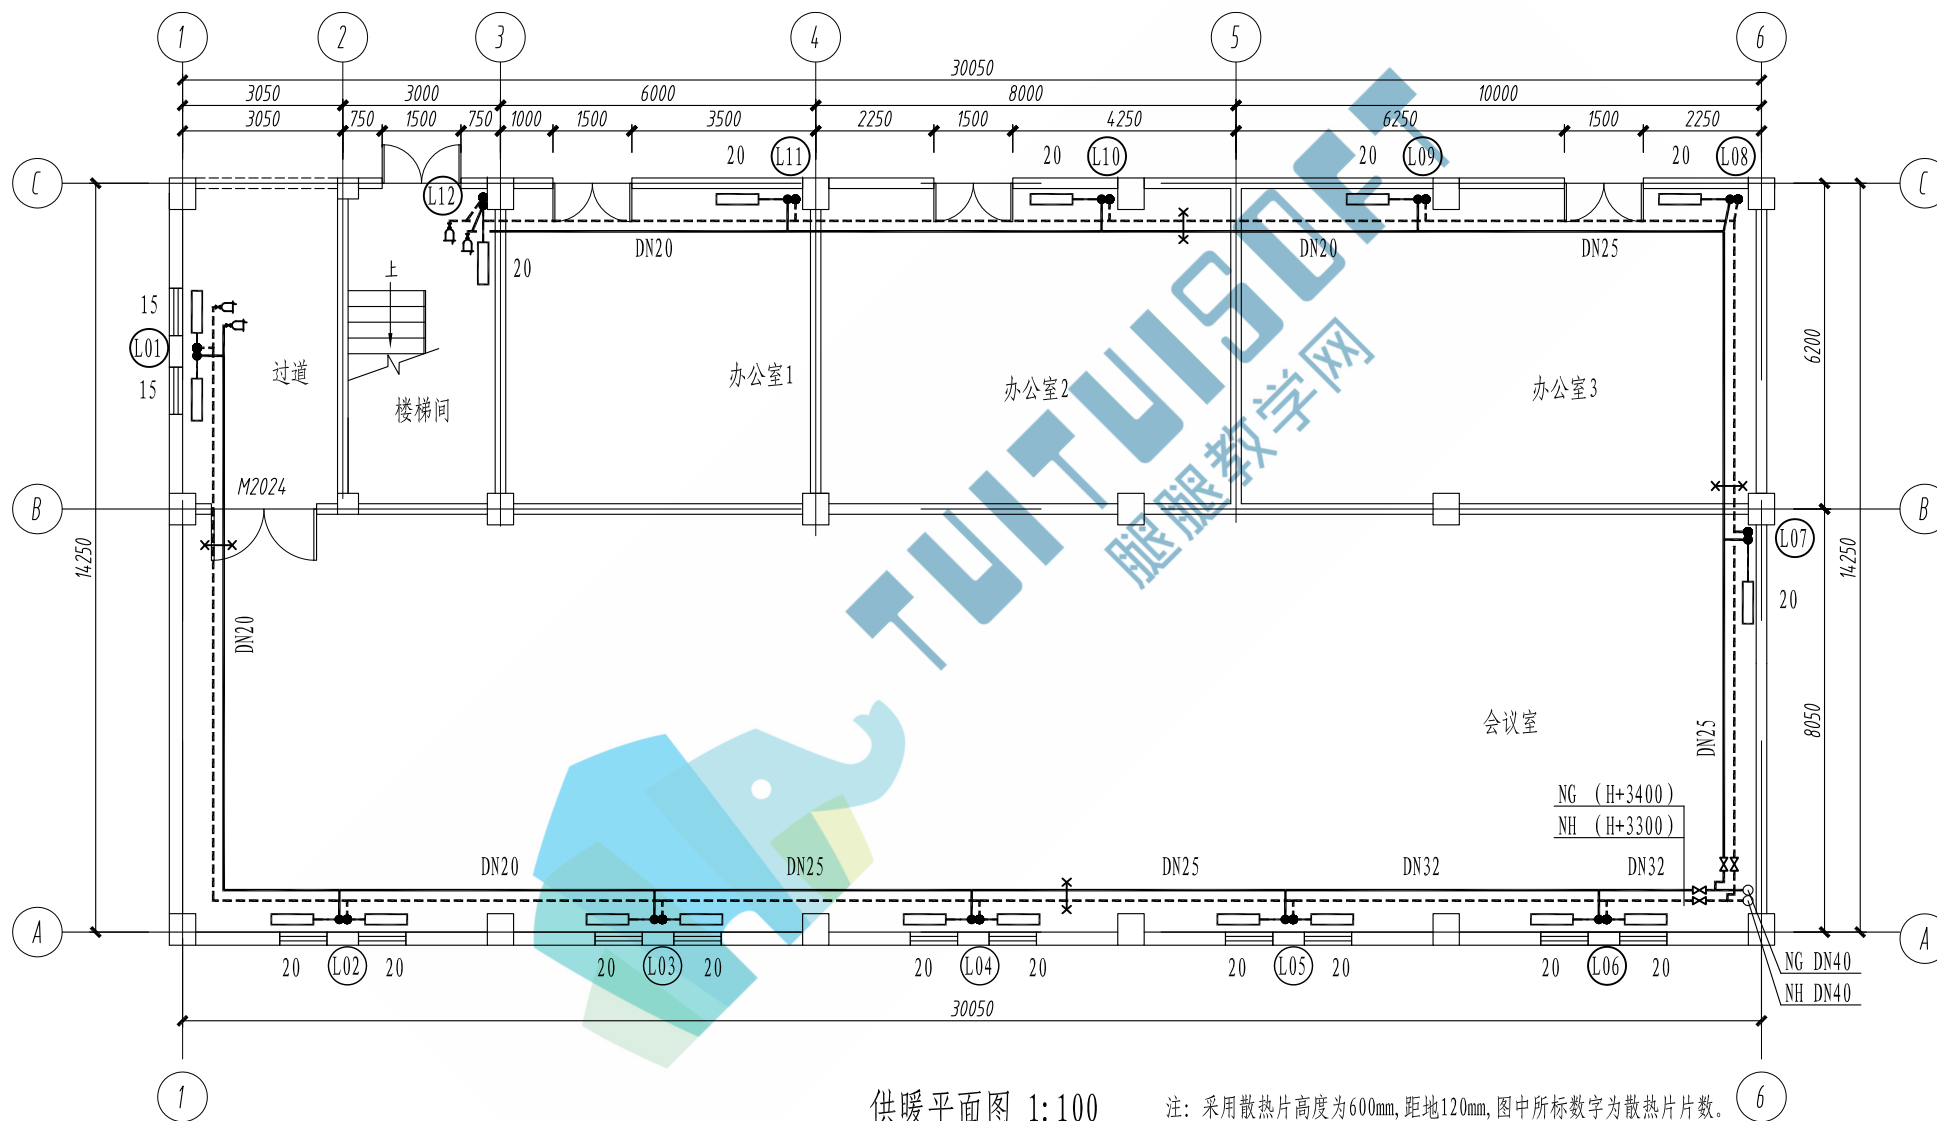 1 2 3 4 5 6
30050
3050 3000 6000 8000 10000
3050 750 1500 750 1000 1500 3500 2250 1500 4250 6250 1500 2250
20 L11 20 L10 20 L09 20 L08
C L12 C
DN20 DN20 DN25
20
上
15
L01
15
过道
楼梯间
办公室1
办公室2
办公室3
6200
M2024
B B
L07
20
14250 14250
DN20
会议室
DN25
8050
NG (H+3400)
NH (H+3300)
DN20 DN25 DN25 DN32 DN32
A A
20 L02 20 20 L03 20 20 L04 20 20 L05 20 20 L06 20
NG DN40
NH DN40
30050
1 6
供暖平面图 1:100
注: 采用散热片高度为600mm,距地120mm,图中所标数字为散热片片数。
TUITUISOFT
腿腿教学网